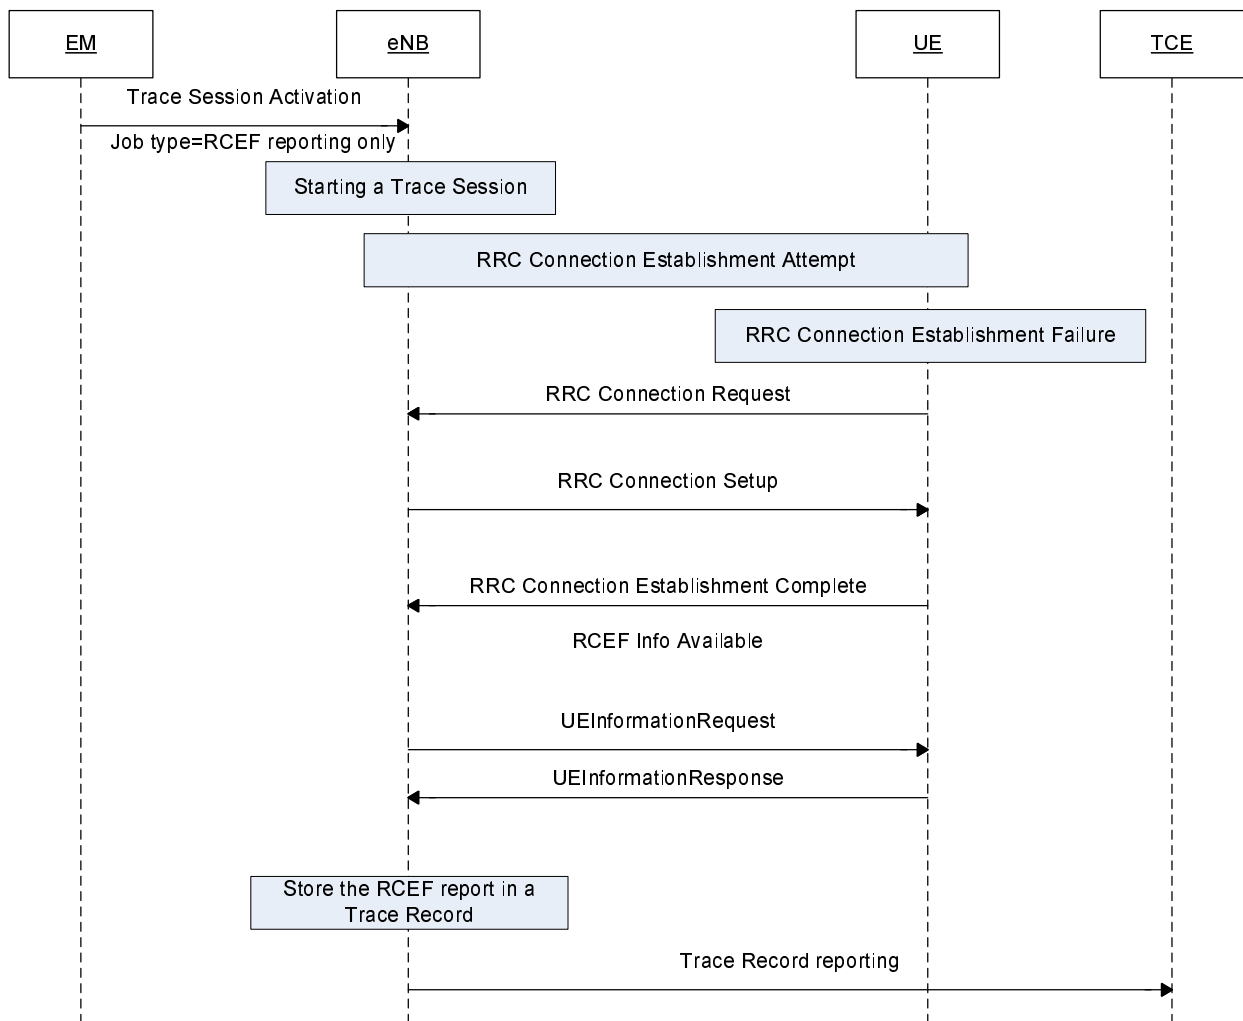 EM
eNB
UE
TCE
Trace Session Activation
Job type=RCEF reporting only
Starting a Trace Session
RRC Connection Establishment Attempt
RRC Connection Establishment Failure
RRC Connection Request
RRC Connection Setup
RRC Connection Establishment Complete
RCEF Info Available
UEInformationRequest
UEInformationResponse
Store the RCEF report in a
Trace Record
Trace Record reporting